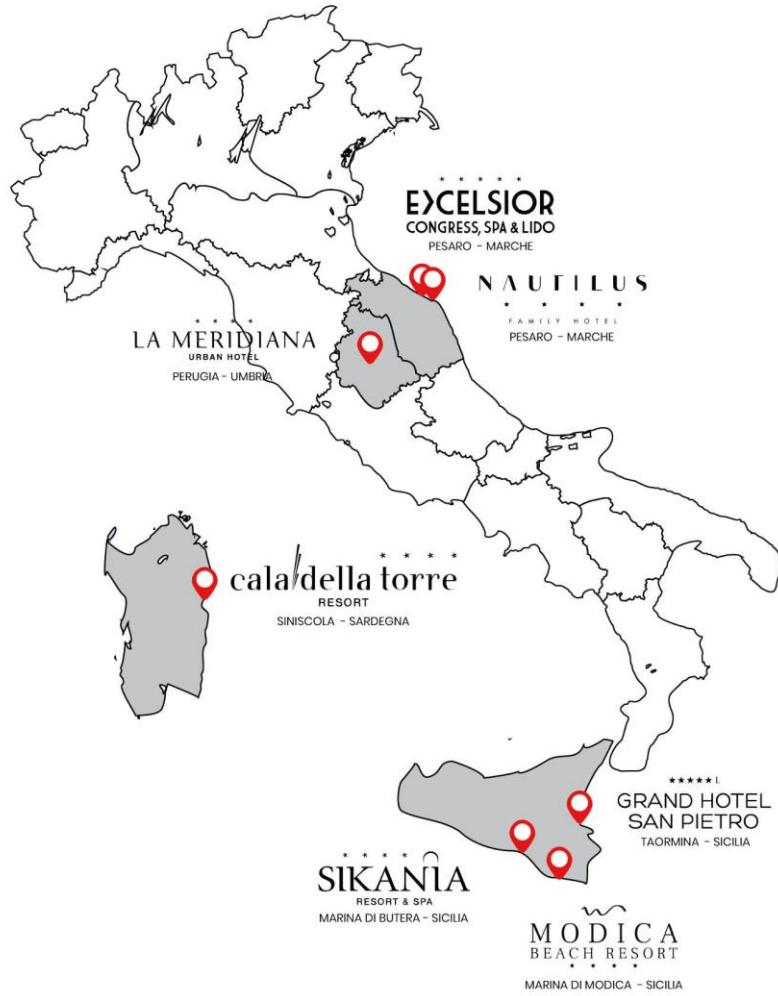 ★ ★ ★ ★ ★
EXCELSIOR
CONGRESS, SPA & LIDO
PESARO - MARCHE
NAUTILUS
★ ★ ★ ★
FAMILY HOTEL
PESARO - MARCHE
★ ★ ★ ★
LA MERIDIANA
URBAN HOTEL
PERUGIA - UMBRIA
★ ★ ★ ★
cala della torre
RESORT
SINISCOLA - SARDEGNA
★★★★★ L
GRAND HOTEL
SAN PIETRO
TAORMINA - SICILIA
★ ★ ★ ★
SIKANIA
RESORT & SPA
MARINA DI BUTERA - SICILIA
MODICA
BEACH RESORT
★ ★ ★ ★
MARINA DI MODICA - SICILIA